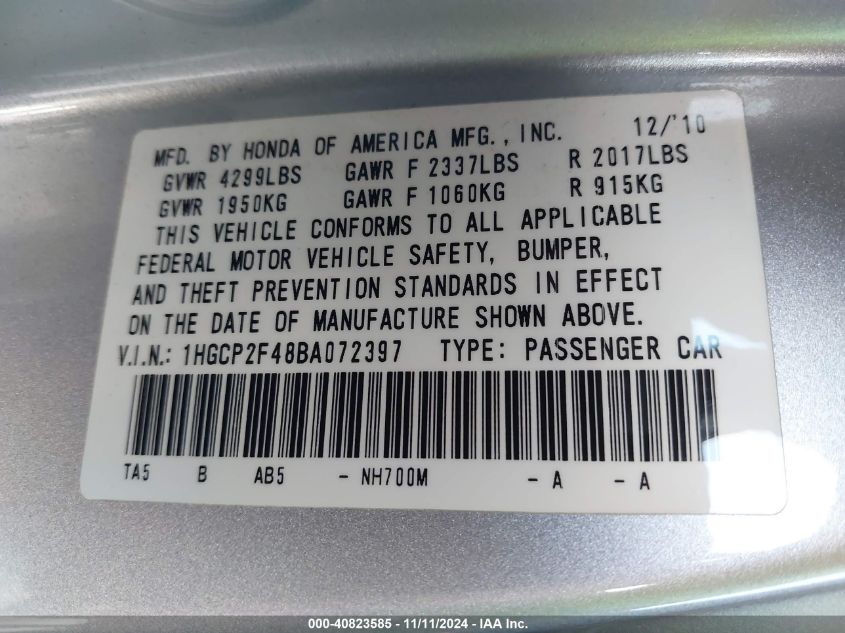 MFD. BY HONDA OF AMERICA MFG., INC. 12/'10
GVWR 4299LBS GAWR F 2337LBS R 2017LBS
GVWR 1950KG GAWR F 1060KG R 915KG
THIS VEHICLE CONFORMS TO ALL APPLICABLE
FEDERAL MOTOR VEHICLE SAFETY, BUMPER,
AND THEFT PREVENTION STANDARDS IN EFFECT
ON THE DATE OF MANUFACTURE SHOWN ABOVE.
V.I.N.: 1HGCP2F48BA072397 TYPE: PASSENGER CAR
TA5 B AB5 - NH700M - A - A
000-40823585 - 11/11/2024 - IAAI.COM.